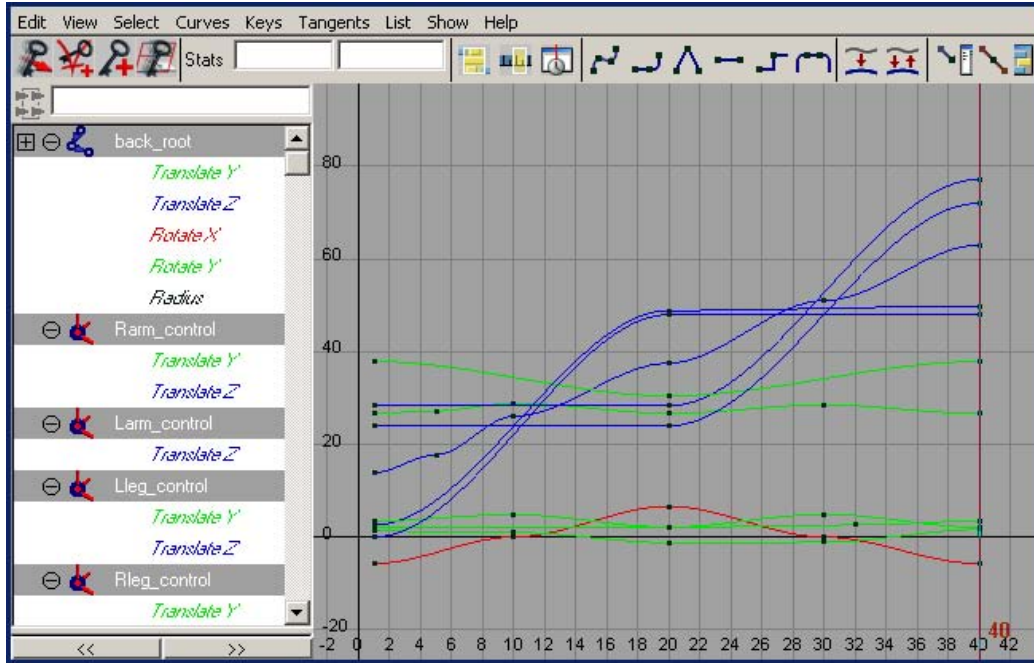 Edit View Select Curves Keys Tangents List Show Help
Stats
back_root
Translate Y
Translate Z
Rotate X
Rotate Y
Radius
Rarm_control
Translate Y
Translate Z
Larm_control
Translate Z
Lleg_control
Translate Y
Translate Z
Rleg_control
Translate Y
<< >>
80
60
40
20
0
-20
-2 0 2 4 6 8 10 12 14 16 18 20 22 24 26 28 30 32 34 36 38 40 42
40